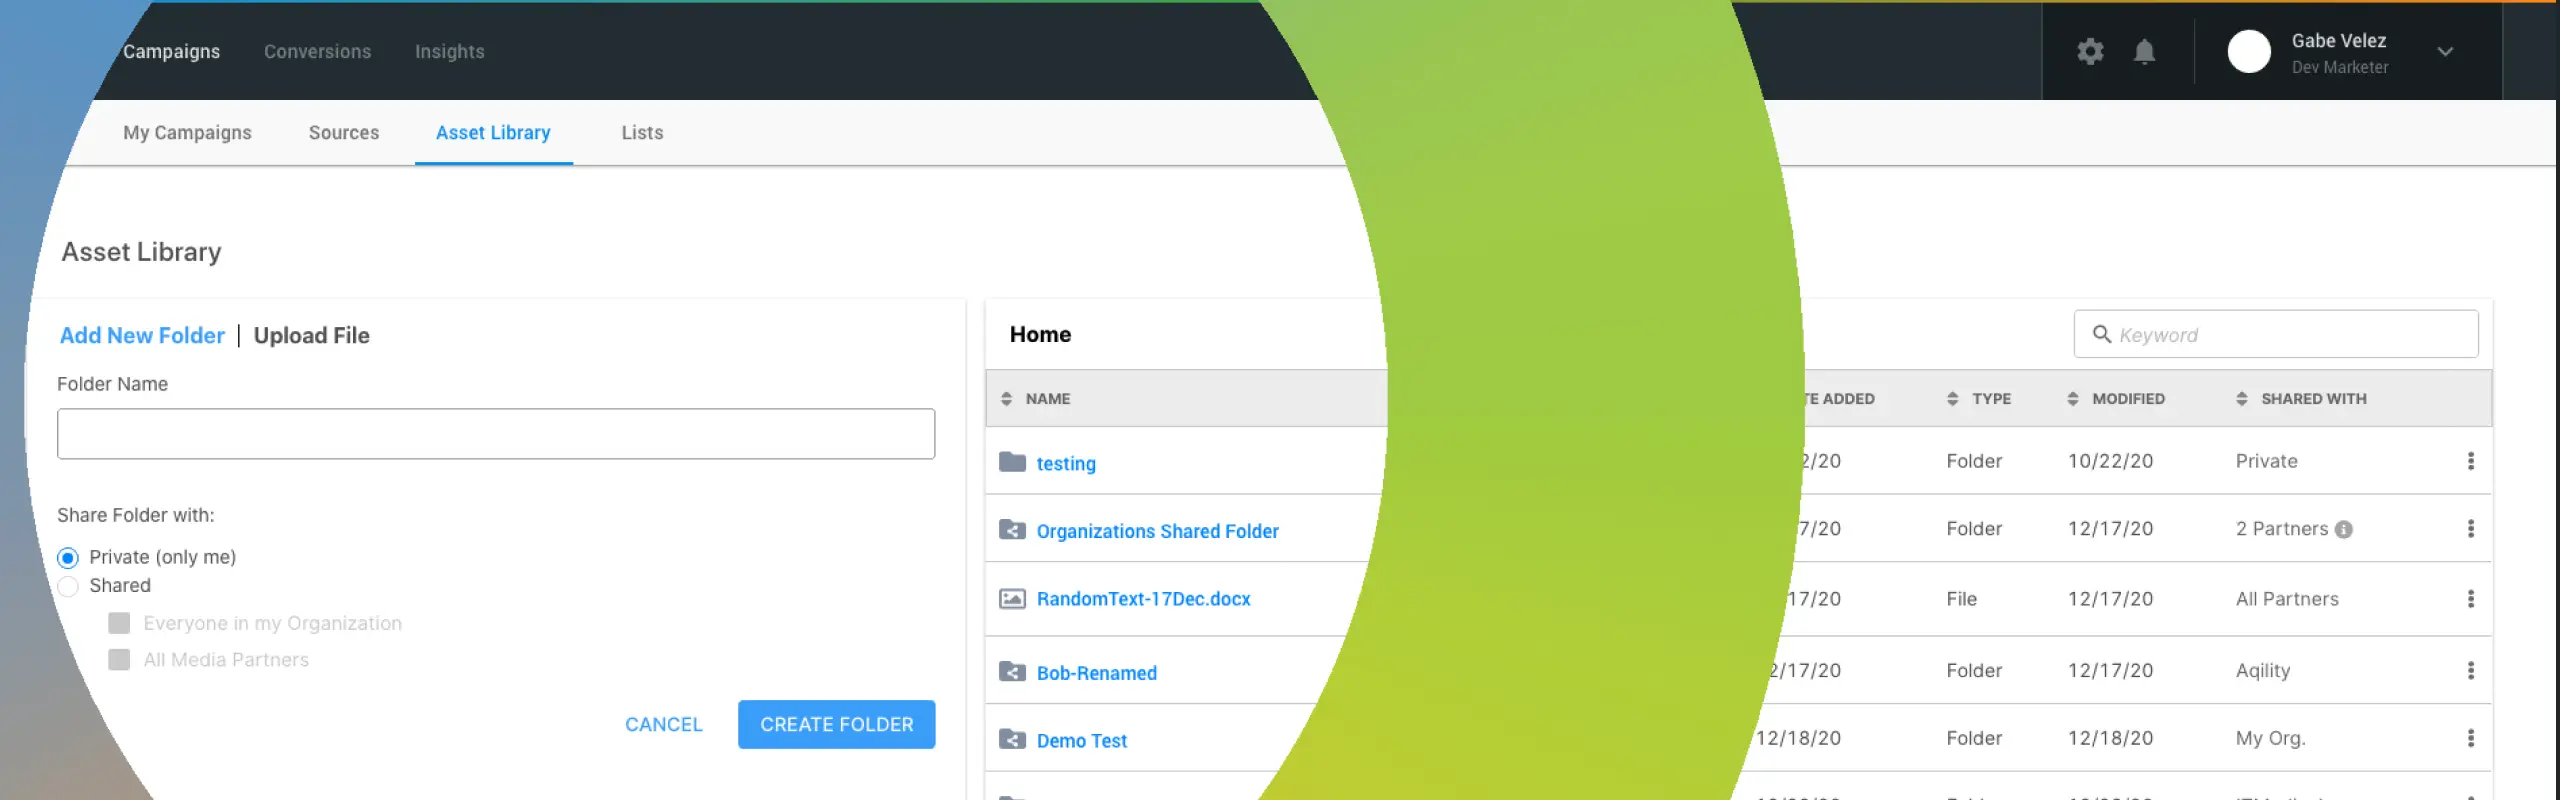 Campaigns Conversions Insights
Gabe Velez
Dev Marketer
My Campaigns Sources Asset Library Lists
Asset Library
Add New Folder | Upload File
Folder Name
Share Folder with:
Private (only me)
Shared
Everyone in my Organization
All Media Partners
CANCEL CREATE FOLDER
Home
Keyword
NAME TE ADDED TYPE MODIFIED SHARED WITH
testing 2/20 Folder 10/22/20 Private
Organizations Shared Folder 7/20 Folder 12/17/20 2 Partners
RandomText-17Dec.docx 17/20 File 12/17/20 All Partners
Bob-Renamed 2/17/20 Folder 12/17/20 Aqility
Demo Test 12/18/20 Folder 12/18/20 My Org.